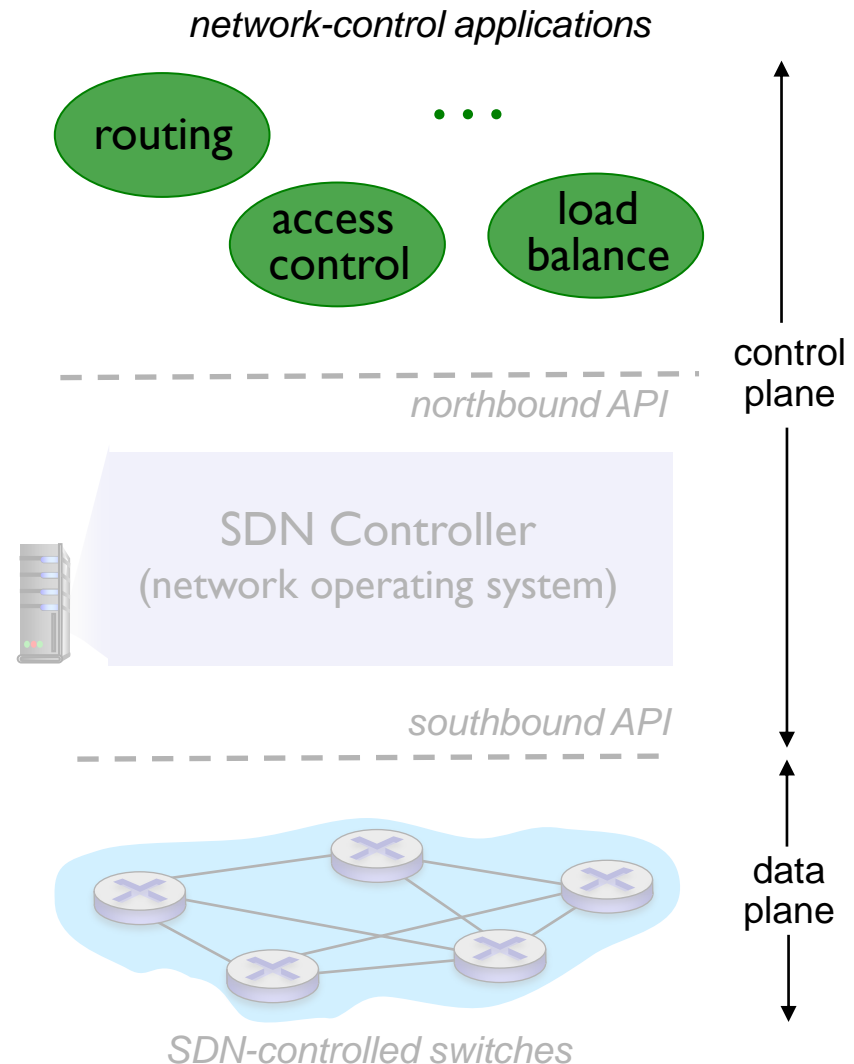 network-control applications
routing
...
access
control
load
balance
control
plane
northbound API
SDN Controller
(network operating system)
southbound API
data
plane
SDN-controlled switches